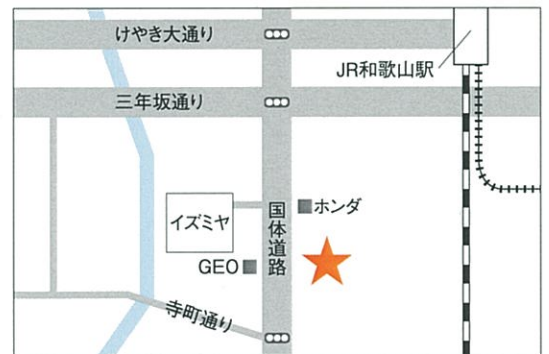 けやき大通り
JR和歌山駅
三年坂通り
国体道路
ホンダ
イズミヤ
GEO
寺町通り